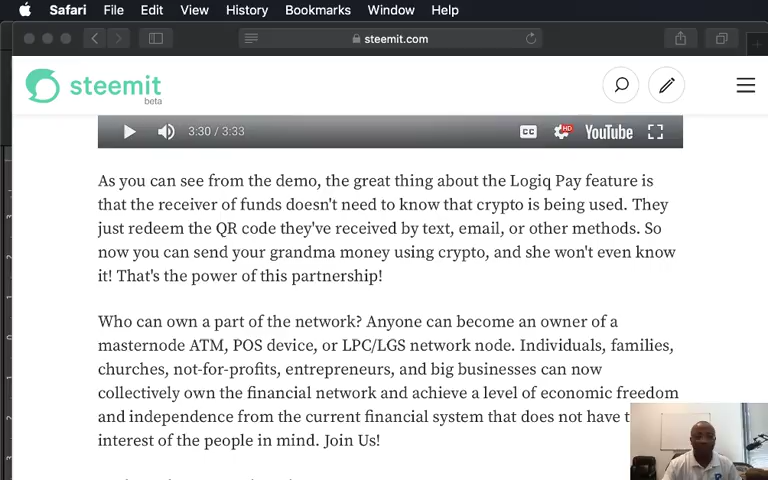 Safari File Edit View History Bookmarks Window Help
steemit.com
steemit
beta
3:30 / 3:33 CC HD YouTube
As you can see from the demo, the great thing about the Logiq Pay feature is
that the receiver of funds doesn't need to know that crypto is being used. They
just redeem the QR code they've received by text, email, or other methods. So
now you can send your grandma money using crypto, and she won't even know
it! That's the power of this partnership!
Who can own a part of the network? Anyone can become an owner of a
masternode ATM, POS device, or LPC/LGS network node. Individuals, families,
churches, not-for-profits, entrepreneurs, and big businesses can now
collectively own the financial network and achieve a level of economic freedom
and independence from the current financial system that does not have
interest of the people in mind. Join Us!